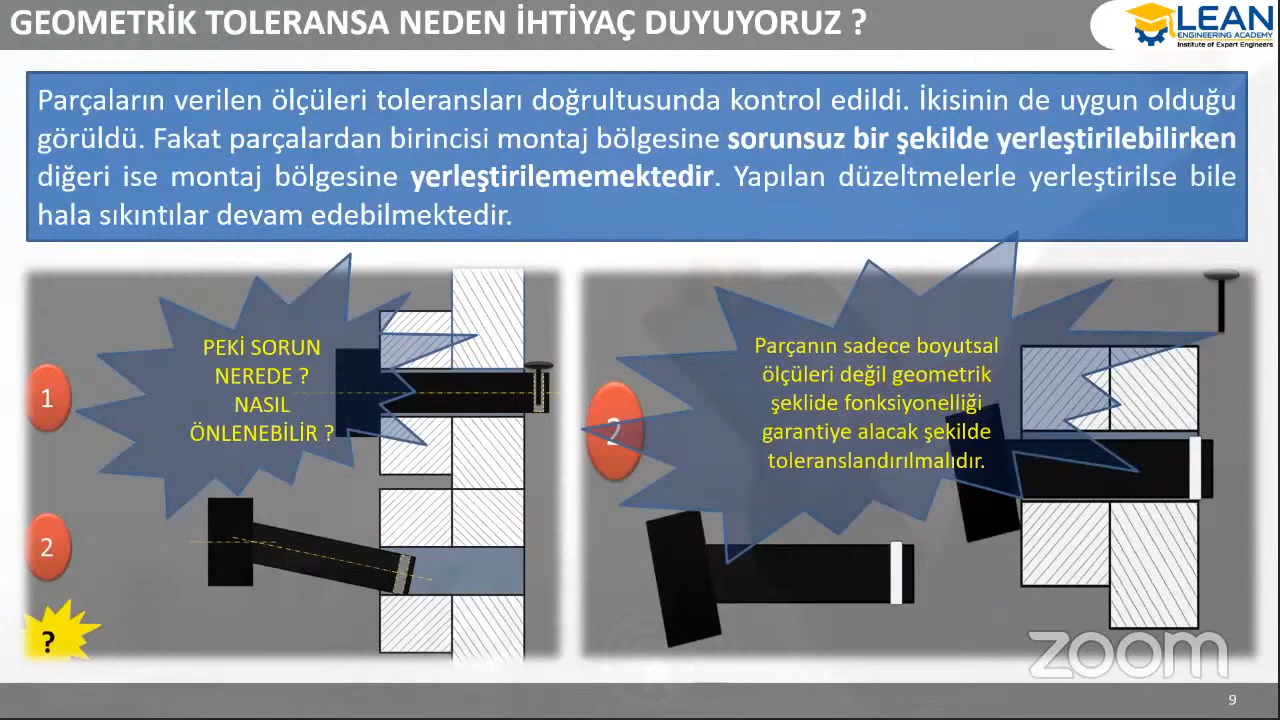 GEOMETRİK TOLERANSA NEDEN İHTİYAÇ DUYUYORUZ ?
LEAN
ENGINEERING ACADEMY
Institute of Expert Engineers
Parçaların verilen ölçüleri toleransları doğrultusunda kontrol edildi. İkisinin de uygun olduğu
görüldü. Fakat parçalardan birincisi montaj bölgesine sorunsuz bir şekilde yerleştirilebilirken
diğeri ise montaj bölgesine yerleştirilememektedir. Yapılan düzeltmelerle yerleştirilse bile
hala sıkıntılar devam edebilmektedir.
PEKİ SORUN
NEREDE ?
NASIL
ÖNLENEBİLİR ?
1
2
?
Parçanın sadece boyutsal
ölçüleri değil geometrik
şeklide fonksiyonelliği
garantiye alacak şekilde
toleranslandırılmalıdır.
2
zoom
9